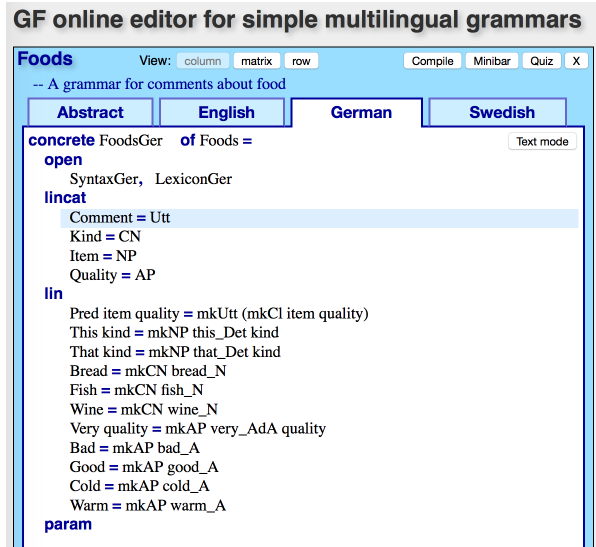 GF online editor for simple multilingual grammars
Foods View: column matrix row Compile Minibar Quiz X
-- A grammar for comments about food
Abstract English German Swedish
concrete FoodsGer of Foods = Text mode
open
SyntaxGer, LexiconGer
lincat
Comment = Utt
Kind = CN
Item = NP
Quality = AP
lin
Pred item quality = mkUtt (mkCl item quality)
This kind = mkNP this_Det kind
That kind = mkNP that_Det kind
Bread = mkCN bread_N
Fish = mkCN fish_N
Wine = mkCN wine_N
Very quality = mkAP very_AdA quality
Bad = mkAP bad_A
Good = mkAP good_A
Cold = mkAP cold_A
Warm = mkAP warm_A
param